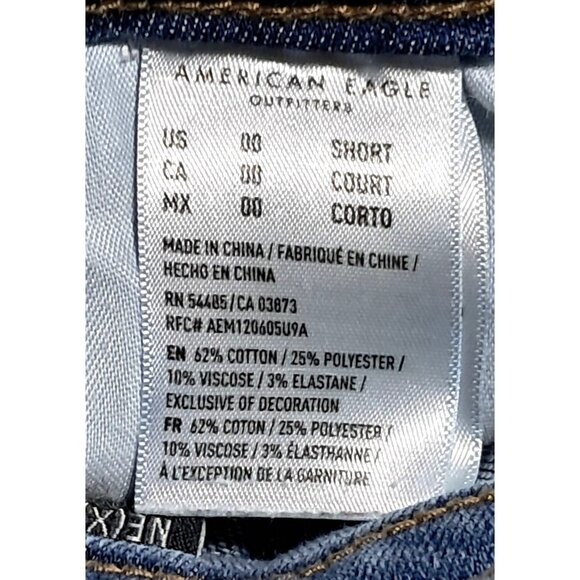 AMERICAN EAGLE
OUTFITTERS
US 00 SHORT
CA 00 COURT
MX 00 CORTO
MADE IN CHINA / FABRIQUÉ EN CHINE /
HECHO EN CHINA
RN 54485 / CA 03873
RFC# AEM120605U9A
EN 62% COTTON / 25% POLYESTER /
10% VISCOSE / 3% ELASTANE /
EXCLUSIVE OF DECORATION
FR 62% COTON / 25% POLYESTER /
10% VISCOSE / 3% ÉLASTHANNE /
À L'EXCEPTION DE LA GARNITURE
NE(X)